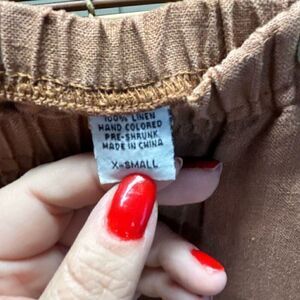 100% LINEN
HAND COLORED
PRE-SHRUNK
MADE IN CHINA
X-SMALL